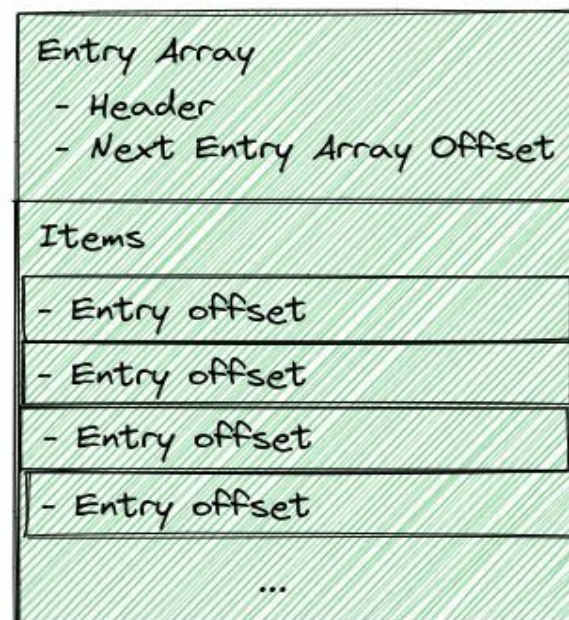 Entry Array
- Header
- Next Entry Array Offset
Items
- Entry offset
- Entry offset
- Entry offset
- Entry offset
...